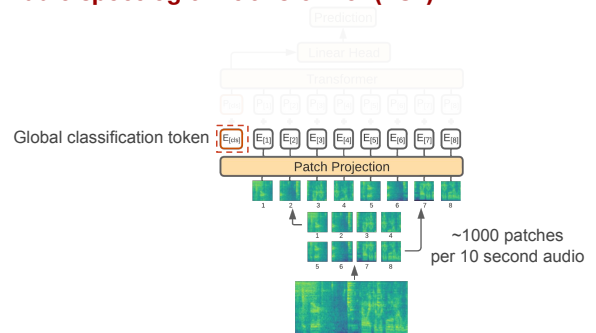 Prediction
Linear Head
Transformer
Global classification token
E[cls] E[1] E[2] E[3] E[4] E[5] E[6] E[7] E[8]
Patch Projection
1 2 3 4 5 6 7 8
1 2 3 4
5 6 7 8
~1000 patches
per 10 second audio